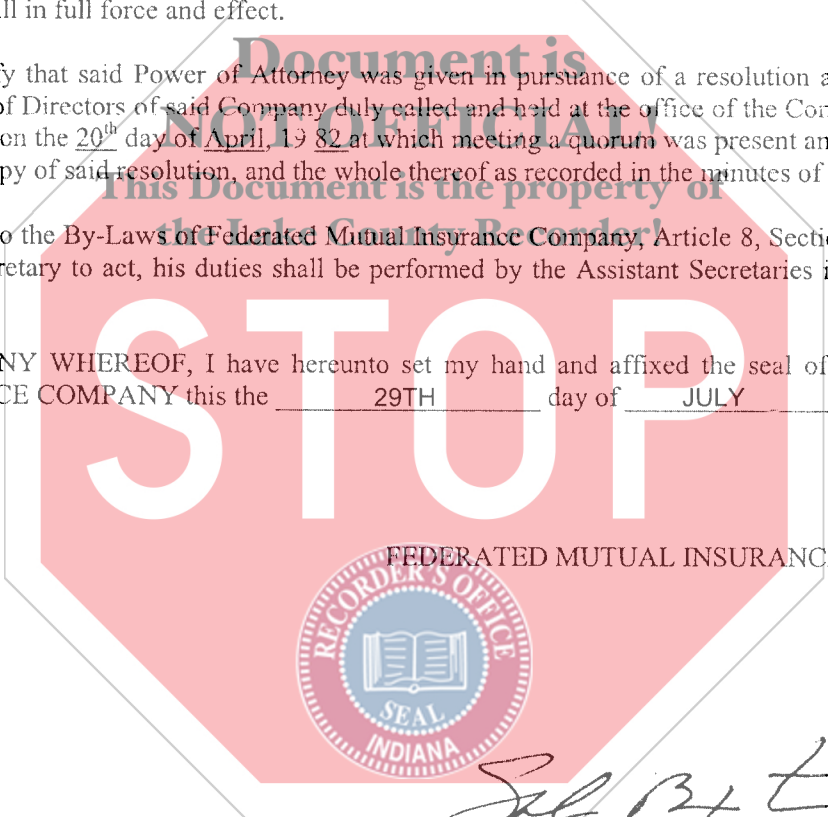 ll in full force and effect.
Document is
fy that said Power of Attorney was given in pursuance of a resolution a
of Directors of said Company duly called and held at the office of the Con
NOT OFFICIAL!
on the 20th day of April, 19 82 at which meeting a quorum was present an
py of said resolution, and the whole thereof as recorded in the minutes of
This Document is the property of
the Lake County Recorder!
o the By-Laws of Federated Mutual Insurance Company, Article 8, Secti
retary to act, his duties shall be performed by the Assistant Secretaries i
STOP
NY WHEREOF, I have hereunto set my hand and affixed the seal of
CE COMPANY this the 29TH day of JULY
FEDERATED MUTUAL INSURANC
RECORDER'S OFFICE
SEAL
INDIANA